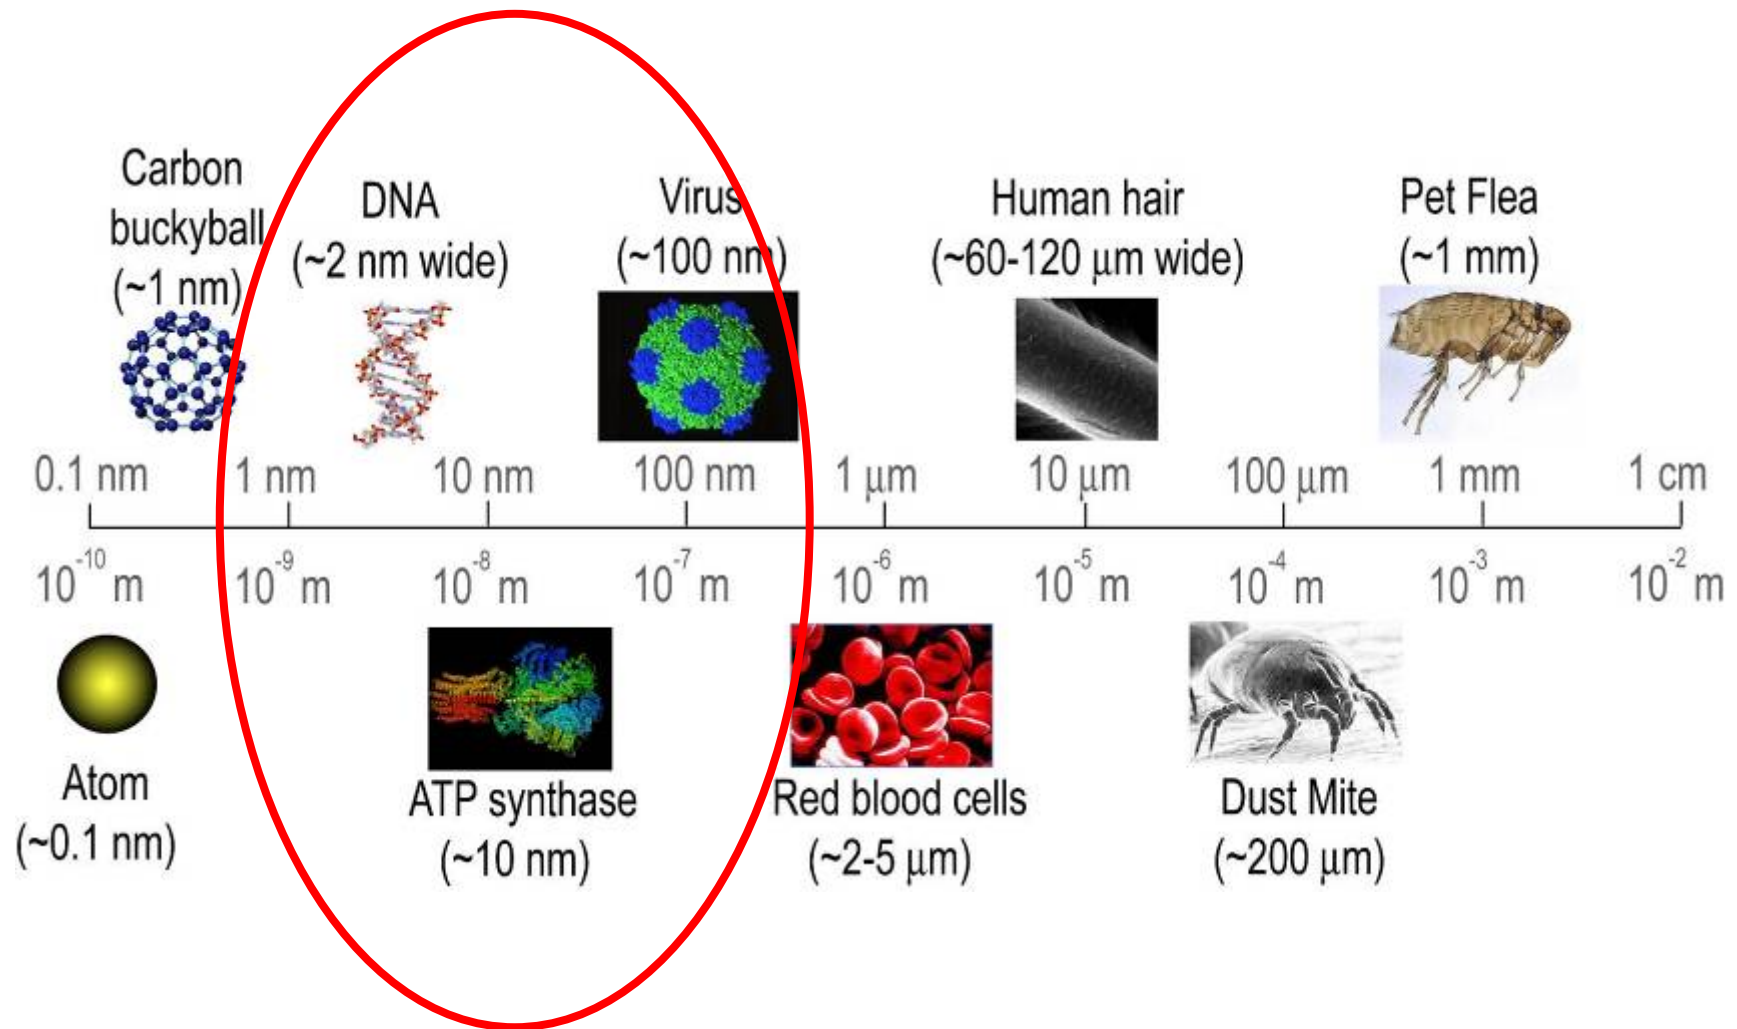 Carbon
buckyball
(~1 nm)
DNA
(~2 nm wide)
Virus
(~100 nm)
Human hair
(~60-120 μm wide)
Pet Flea
(~1 mm)
0.1 nm 1 nm 10 nm 100 nm 1 μm 10 μm 100 μm 1 mm 1 cm
10⁻¹⁰ m 10⁻⁹ m 10⁻⁸ m 10⁻⁷ m 10⁻⁶ m 10⁻⁵ m 10⁻⁴ m 10⁻³ m 10⁻² m
Atom
(~0.1 nm)
ATP synthase
(~10 nm)
Red blood cells
(~2-5 μm)
Dust Mite
(~200 μm)